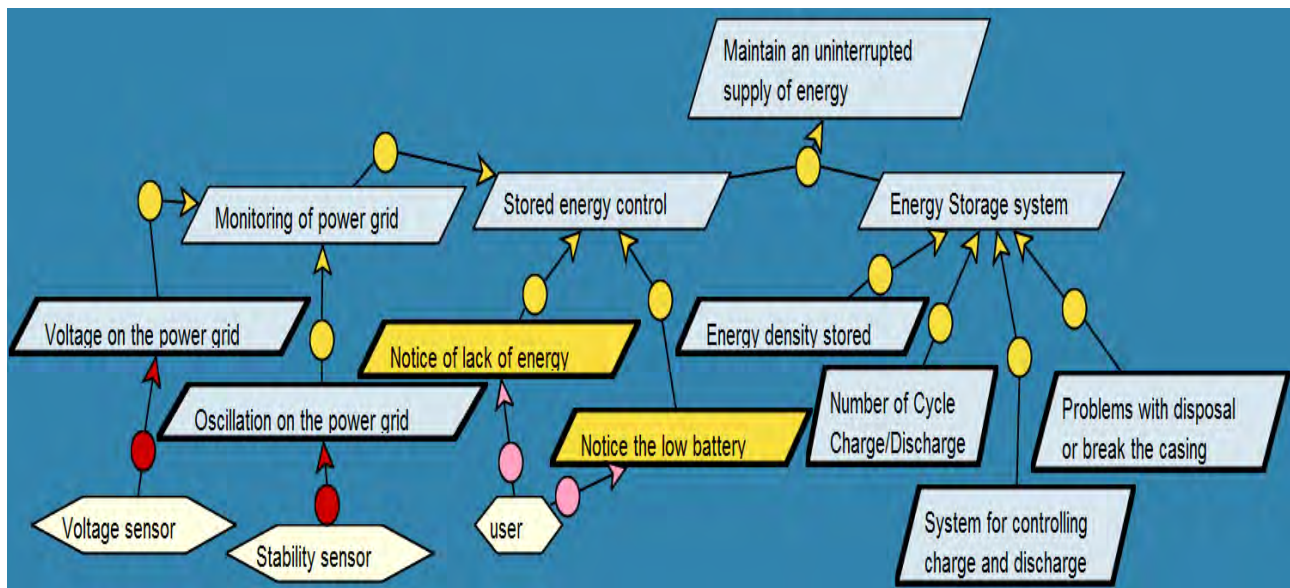 Maintain an uninterrupted
supply of energy
Monitoring of power grid
Stored energy control
Energy Storage system
Voltage on the power grid
Notice of lack of energy
Energy density stored
Oscillation on the power grid
Notice the low battery
Number of Cycle
Charge/Discharge
Problems with disposal
or break the casing
Voltage sensor
Stability sensor
user
System for controlling
charge and discharge